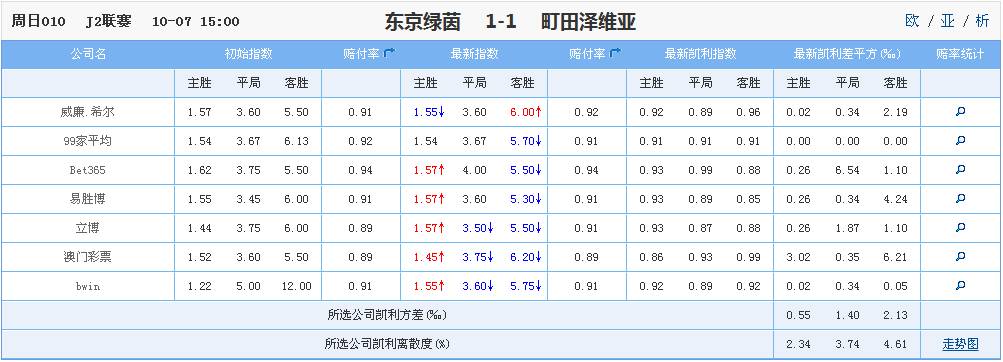 周日010 J2联赛 10-07 15:00 东京绿茵 1-1 町田泽维亚 欧 / 亚 / 析
公司名 初始指数 赔付率 最新指数 赔付率 最新凯利指数 最新凯利差平方(‰) 赔率统计
主胜 平局 客胜 主胜 平局 客胜 主胜 平局 客胜 主胜 平局 客胜
威廉.希尔 1.57 3.60 5.50 0.91 1.55↓ 3.60 6.00↑ 0.92 0.92 0.89 0.96 0.02 0.34 2.19
99家平均 1.54 3.67 6.13 0.92 1.54 3.67 5.70↓ 0.91 0.91 0.91 0.91 0.00 0.00 0.00
Bet365 1.62 3.75 5.50 0.94 1.57↑ 4.00 5.50↓ 0.94 0.93 0.99 0.88 0.26 6.54 1.10
易胜博 1.55 3.45 6.00 0.91 1.57↑ 3.60 5.30↓ 0.91 0.93 0.89 0.85 0.26 0.34 4.24
立博 1.44 3.75 6.00 0.89 1.57↑ 3.50↓ 5.50↓ 0.91 0.93 0.87 0.88 0.26 1.87 1.10
澳门彩票 1.52 3.60 5.50 0.89 1.45↑ 3.75↓ 6.20↓ 0.89 0.86 0.93 0.99 3.02 0.35 6.21
bwin 1.22 5.00 12.00 0.91 1.55↑ 3.60↓ 5.75↓ 0.91 0.92 0.89 0.92 0.02 0.34 0.05
所选公司凯利方差(‰) 0.55 1.40 2.13
所选公司凯利离散度(%) 2.34 3.74 4.61 走势图